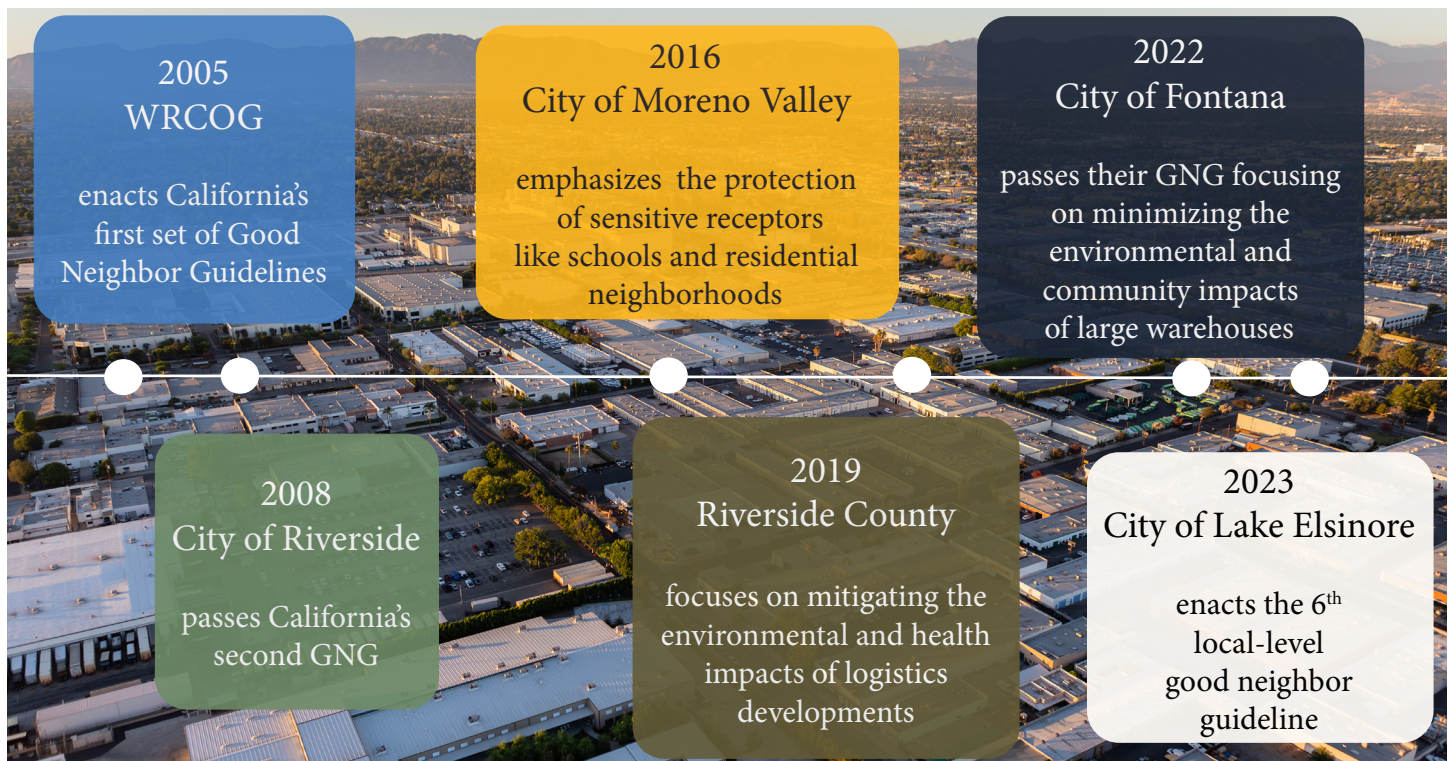 2005
WRCOG
enacts California’s
first set of Good
Neighbor Guidelines
2008
City of Riverside
passes California’s
second GNG
2016
City of Moreno Valley
emphasizes  the protection
of sensitive receptors
like schools and residential
neighborhoods
2019
Riverside County
focuses on mitigating the
environmental and health
impacts of logistics
developments
2022
City of Fontana
passes their GNG focusing
on minimizing the
environmental and
community impacts
of large warehouses
2023
City of Lake Elsinore
enacts the 6th
local-level
good neighbor
guideline